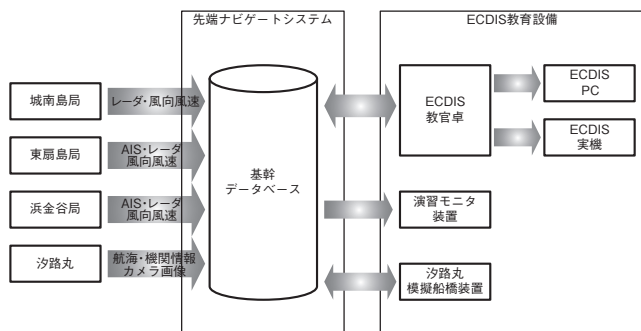 先端ナビゲートシステム
ECDIS教育設備
城南島局
レーダ・風向風速
東扇島局
AIS・レーダ
風向風速
浜金谷局
AIS・レーダ
風向風速
汐路丸
航海・機関情報
カメラ画像
基幹
データベース
ECDIS
教官卓
ECDIS
PC
ECDIS
実機
演習モニタ
装置
汐路丸
模擬船橋装置